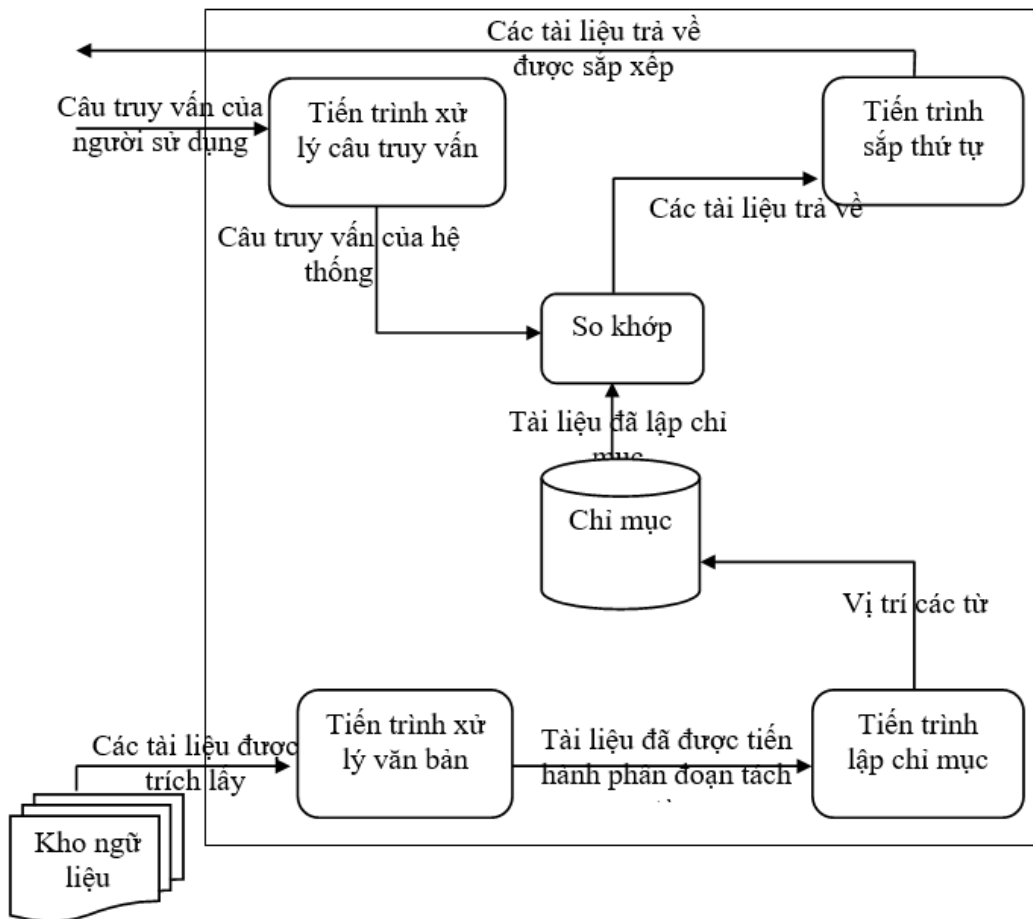 Các tài liệu trả về
được sắp xếp
Câu truy vấn của
người sử dụng
Tiến trình xử
lý câu truy vấn
Tiến trình
sắp thứ tự
Các tài liệu trả về
Câu truy vấn của hệ
thống
So khớp
Tài liệu đã lập chỉ
mục
Chỉ mục
Vị trí các từ
Tiến trình xử
lý văn bản
Các tài liệu được
trích lấy
Tài liệu đã được tiến
hành phân đoạn tách
Tiến trình
lập chỉ mục
Kho ngữ
liệu